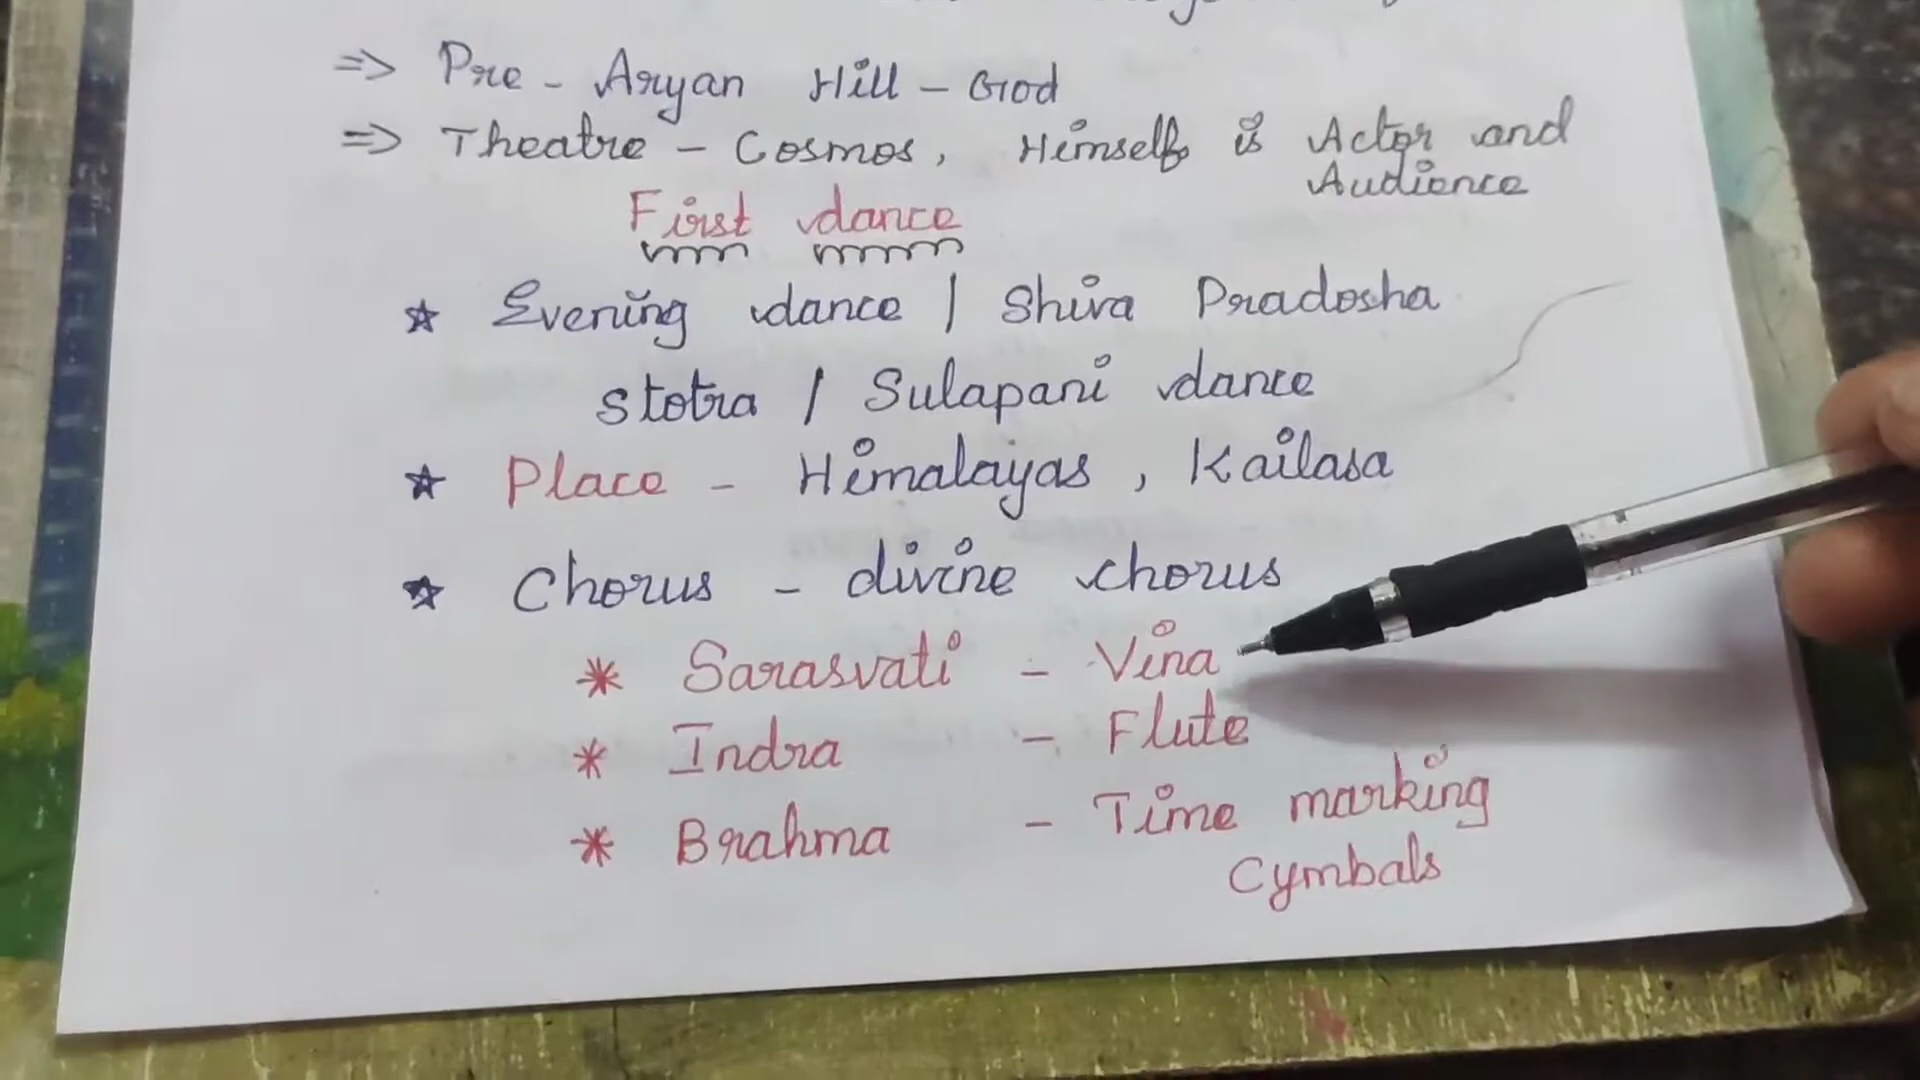 => Pre - Aryan Hill - God
=> Theatre - Cosmos, Himself is Actor and
Audience
First dance
☆ Evening dance / Shiva Pradosha
Stotra / Sulapani dance
☆ Place - Himalayas, Kailasa
☆ Chorus - divine chorus
* Sarasvati - Vina
* Indra - Flute
* Brahma - Time marking
Cymbals